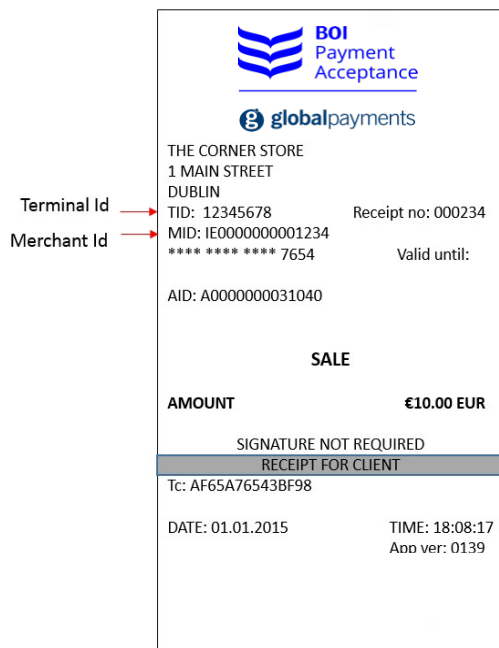 BOI
Payment
Acceptance
globalpayments
THE CORNER STORE
1 MAIN STREET
DUBLIN
Terminal Id
TID: 12345678 Receipt no: 000234
Merchant Id
MID: IE0000000001234
**** **** **** 7654 Valid until:
AID: A0000000031040
SALE
AMOUNT €10.00 EUR
SIGNATURE NOT REQUIRED
RECEIPT FOR CLIENT
Tc: AF65A76543BF98
DATE: 01.01.2015 TIME: 18:08:17
App ver: 0139